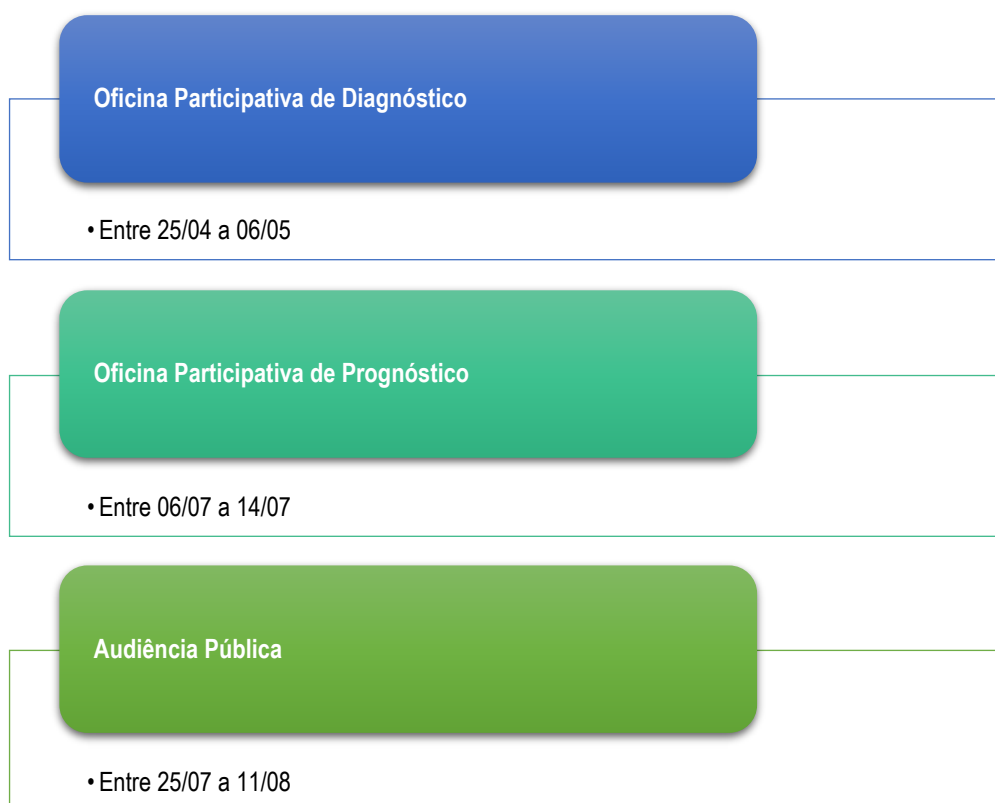 Oficina Participativa de Diagnóstico
• Entre 25/04 a 06/05
Oficina Participativa de Prognóstico
• Entre 06/07 a 14/07
Audiência Pública
• Entre 25/07 a 11/08